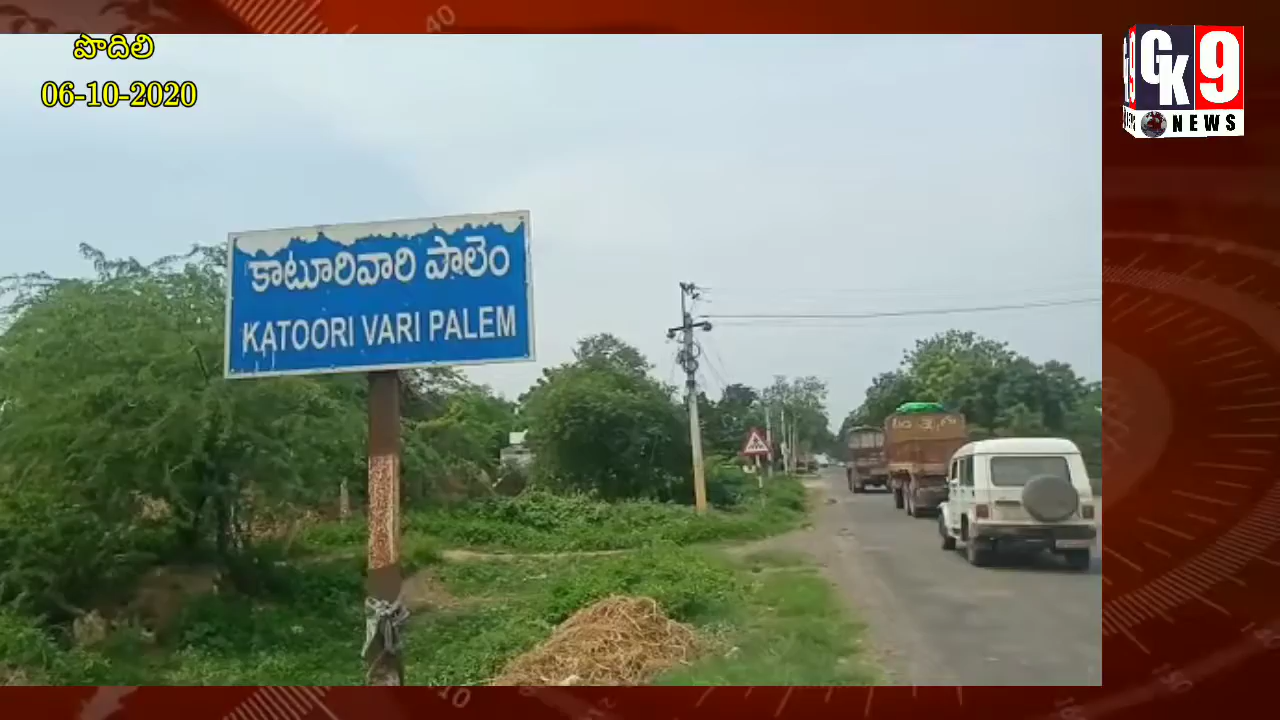 పొదిలి
06-10-2020
GK9
NEWS
కాటూరివారి పాలెం
KATOORI VARI PALEM